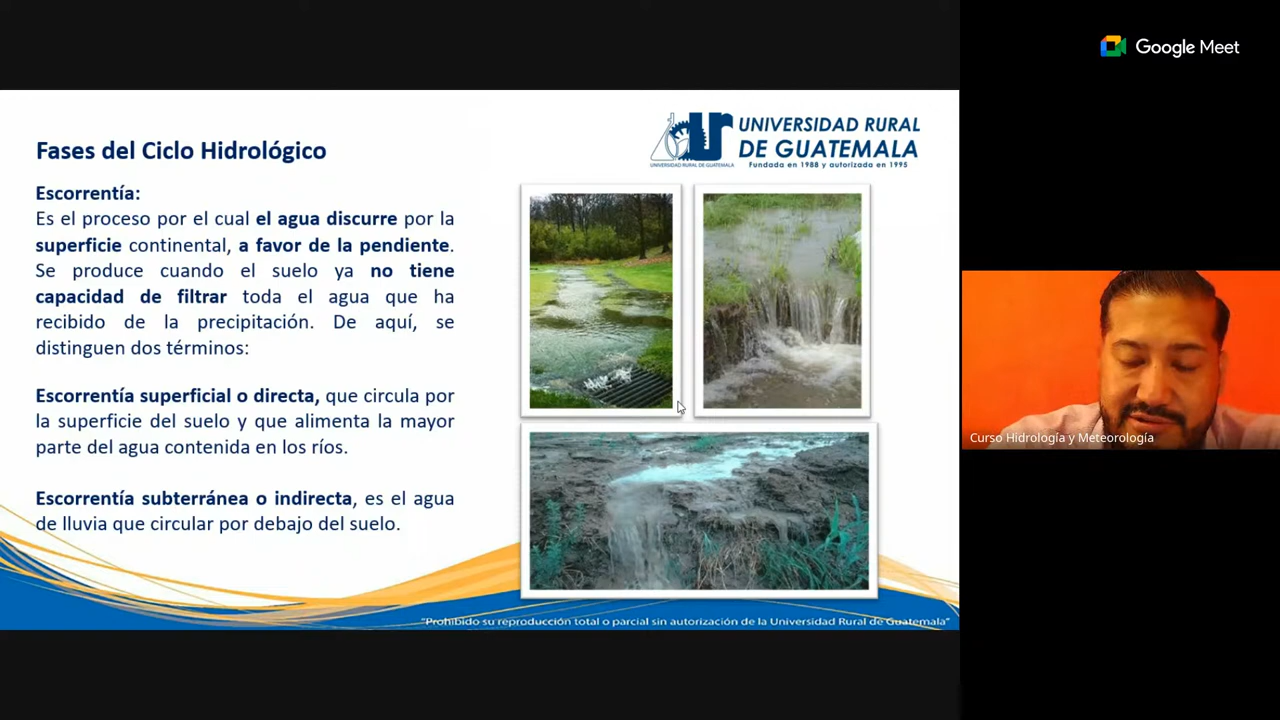 Google Meet
UNIVERSIDAD RURAL
DE GUATEMALA
Fundada en 1988 y autorizada en 1995
UNIVERSIDAD RURAL DE GUATEMALA
Fases del Ciclo Hidrológico
Escorrentía:
Es el proceso por el cual el agua discurre por la
superficie continental, a favor de la pendiente.
Se produce cuando el suelo ya no tiene
capacidad de filtrar toda el agua que ha
recibido de la precipitación. De aquí, se
distinguen dos términos:
Escorrentía superficial o directa, que circula por
la superficie del suelo y que alimenta la mayor
parte del agua contenida en los ríos.
Escorrentía subterránea o indirecta, es el agua
de lluvia que circular por debajo del suelo.
"Prohibido su reproducción total o parcial sin autorización de la Universidad Rural de Guatemala"
Curso Hidrología y Meteorología